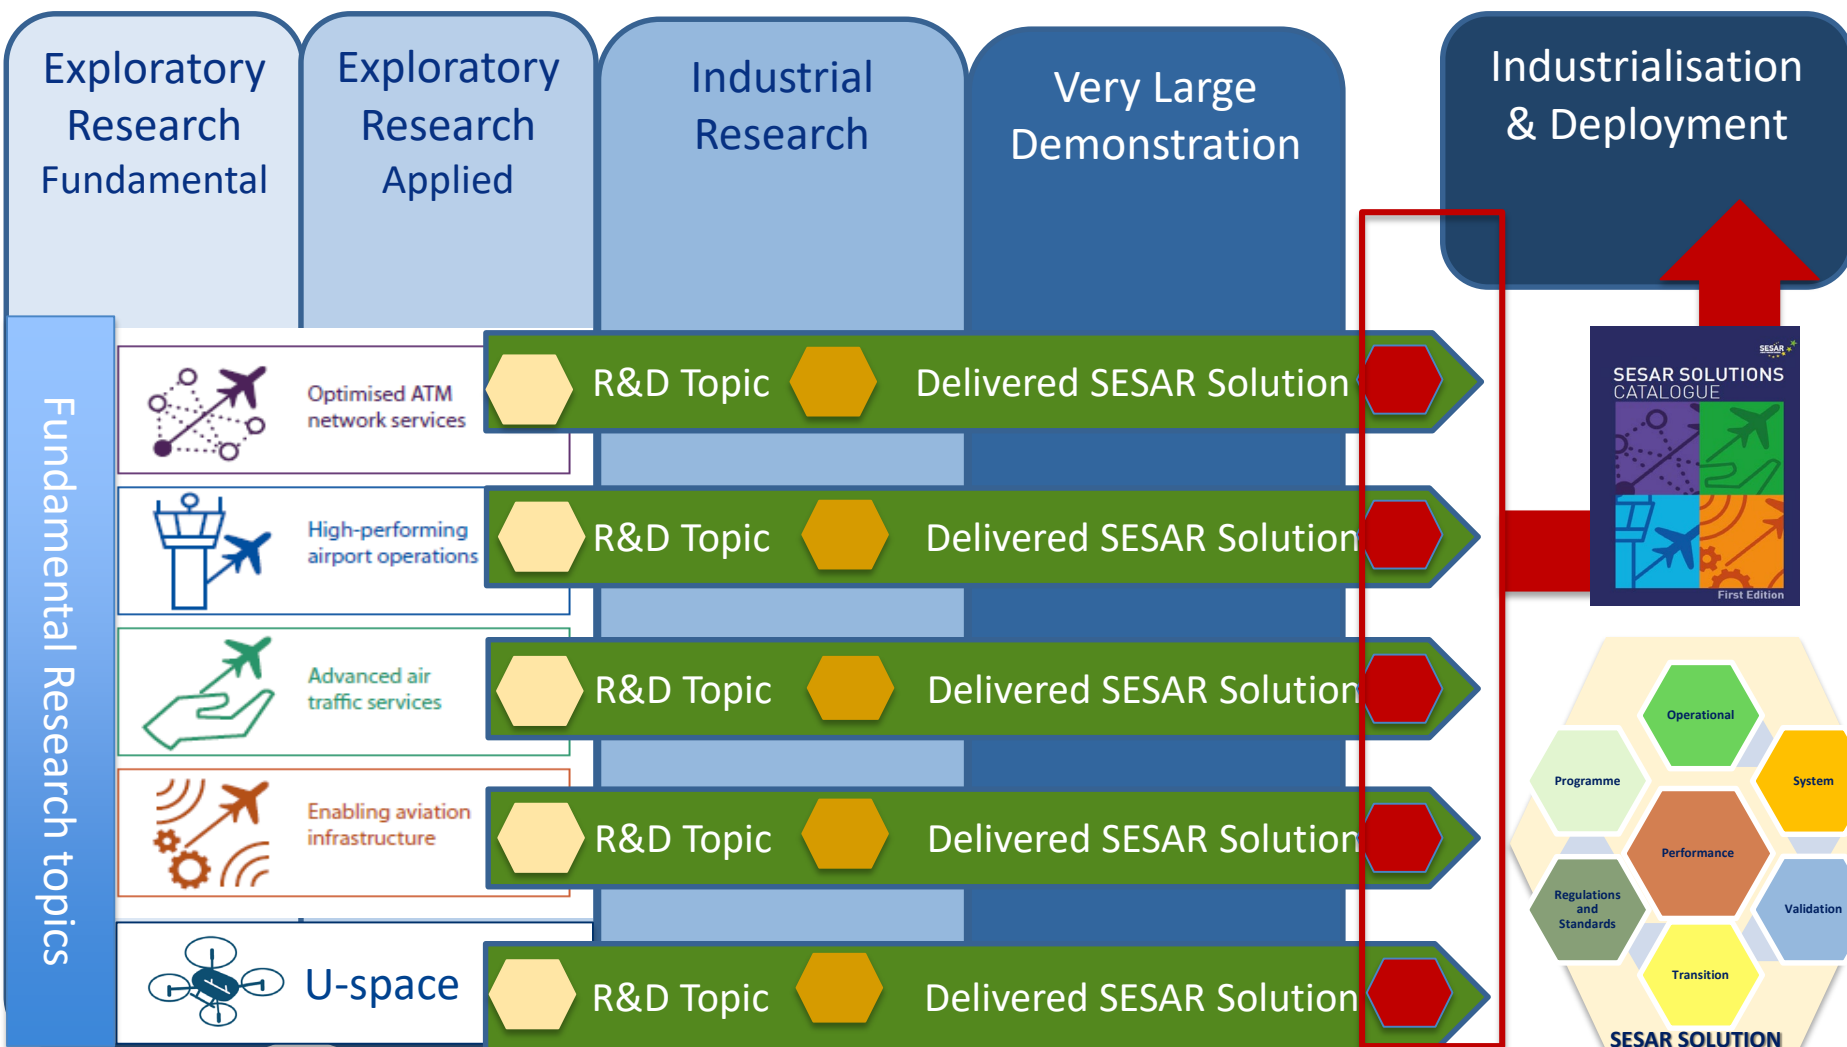 Exploratory
Research
Fundamental
Exploratory
Research
Applied
Industrial
Research
Very Large
Demonstration
Industrialisation
& Deployment
Fundamental Research topics
Optimised ATM
network services
R&D Topic
Delivered SESAR Solution
High-performing
airport operations
R&D Topic
Delivered SESAR Solution
Advanced air
traffic services
R&D Topic
Delivered SESAR Solution
Enabling aviation
infrastructure
R&D Topic
Delivered SESAR Solution
U-space
R&D Topic
Delivered SESAR Solution
SESAR
SESAR SOLUTIONS
CATALOGUE
First Edition
Operational
Programme
System
Performance
Regulations
and
Standards
Validation
Transition
SESAR SOLUTION